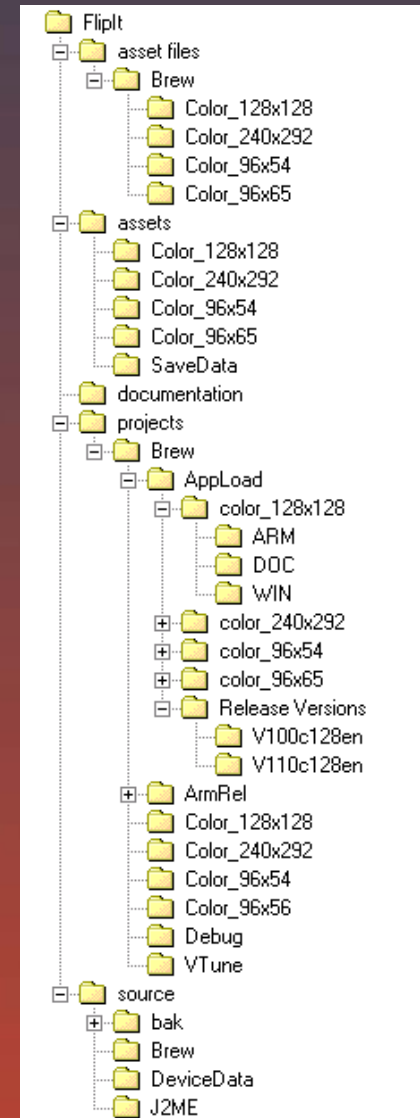 FlipIt
asset files
Brew
Color_128x128
Color_240x292
Color_96x54
Color_96x65
assets
Color_128x128
Color_240x292
Color_96x54
Color_96x65
SaveData
documentation
projects
Brew
AppLoad
color_128x128
ARM
DOC
WIN
color_240x292
color_96x54
color_96x65
Release Versions
V100c128en
V110c128en
ArmRel
Color_128x128
Color_240x292
Color_96x54
Color_96x56
Debug
VTune
source
bak
Brew
DeviceData
J2ME